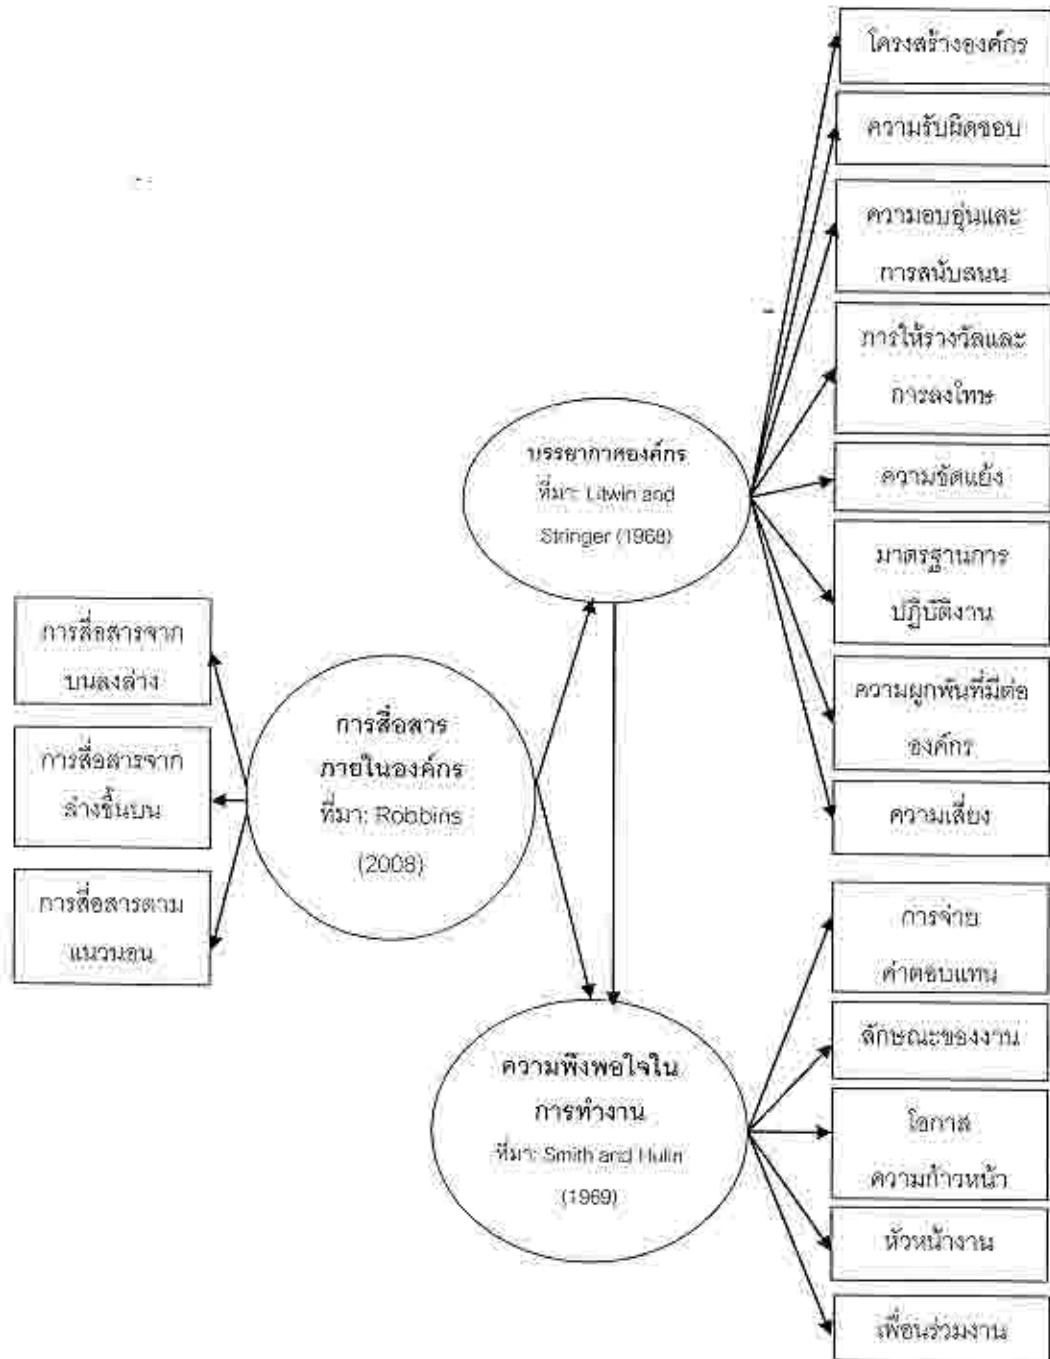 โครงสร้างองค์กร
ความรับผิดชอบ
ความอบอุ่นและ
การสนับสนน
การให้รางวัลและ
การลงโทษ
ความขัดแย้ง
มาตรฐานการ
ปฏิบัติงาน
ความผูกพันที่มีต่อ
องค์กร
ความเสี่ยง
บรรยากาศองค์กร
ที่มา: Litwin and
Stringer (1968)
การสื่อสารจาก
บนลงล่าง
การสื่อสารจาก
ล่างขึ้นบน
การสื่อสารตาม
แนวนอน
การสื่อสาร
ภายในองค์กร
ที่มา: Robbins
(2008)
ความพึงพอใจใน
การทำงาน
ที่มา: Smith and Hulin
(1969)
การจ่าย
ค่าตอบแทน
ลักษณะของงาน
โอกาส
ความก้าวหน้า
หัวหน้างาน
เพื่อนร่วมงาน